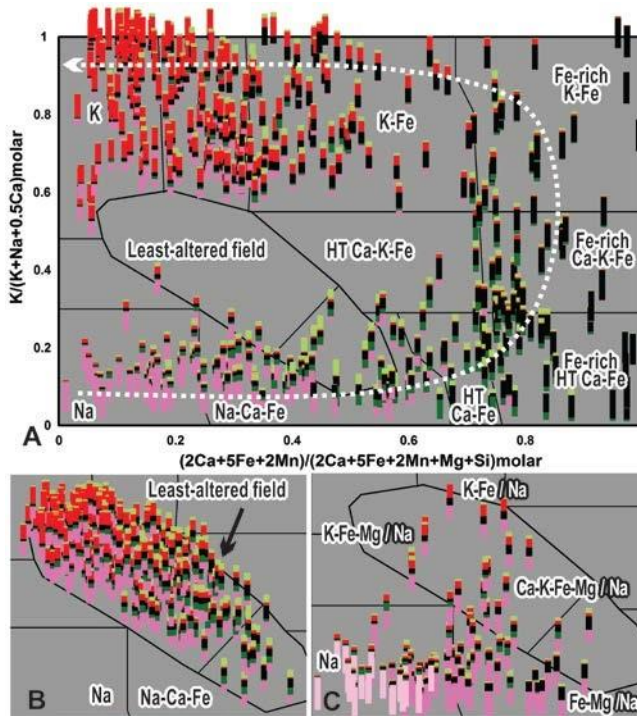 1
0.8
0.6
0.4
0.2
0
K/(K+Na+0.5Ca)molar
K
K-Fe
Fe-rich
K-Fe
Least-altered field
HT Ca-K-Fe
Fe-rich
Ca-K-Fe
Fe-rich
HT Ca-Fe
Na
Na-Ca-Fe
HT
Ca-Fe
A
0
0.2
0.4
0.6
0.8
(2Ca+5Fe+2Mn)/(2Ca+5Fe+2Mn+Mg+Si)molar
Least-altered field
Na
Na-Ca-Fe
B
K-Fe / Na
K-Fe-Mg / Na
Ca-K-Fe-Mg / Na
Na
Fe-Mg / Na
C